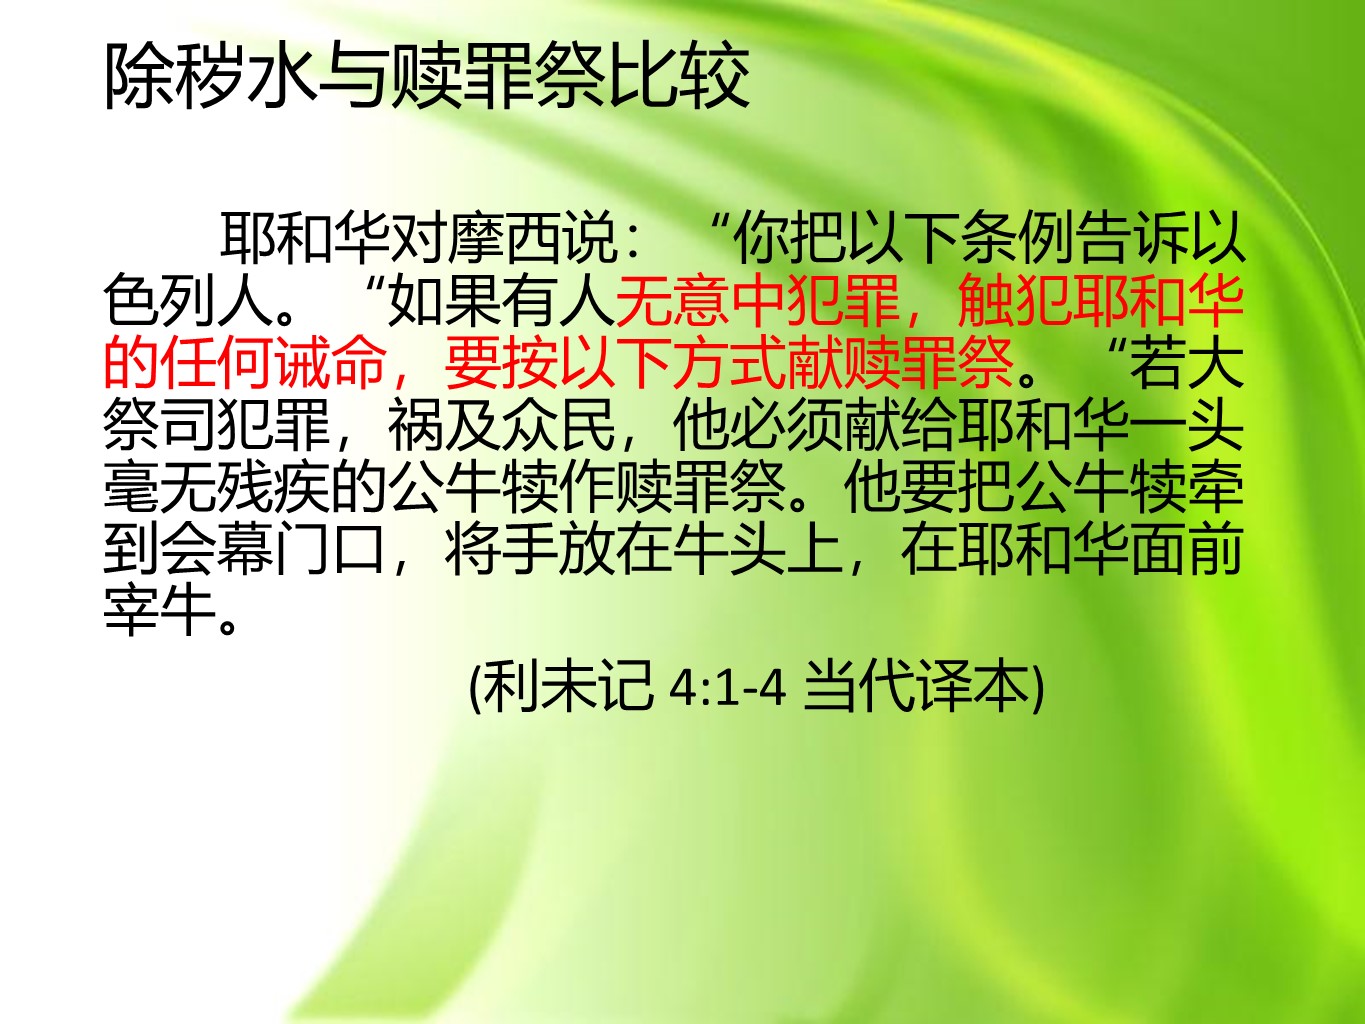 除秽水与赎罪祭比较
耶和华对摩西说：“你把以下条例告诉以
色列人。“如果有人无意中犯罪，触犯耶和华
的任何诫命，要按以下方式献赎罪祭。“若大
祭司犯罪，祸及众民，他必须献给耶和华一头
毫无残疾的公牛犊作赎罪祭。他要把公牛犊牵
到会幕门口，将手放在牛头上，在耶和华面前
宰牛。
(利未记 4:1-4 当代译本)